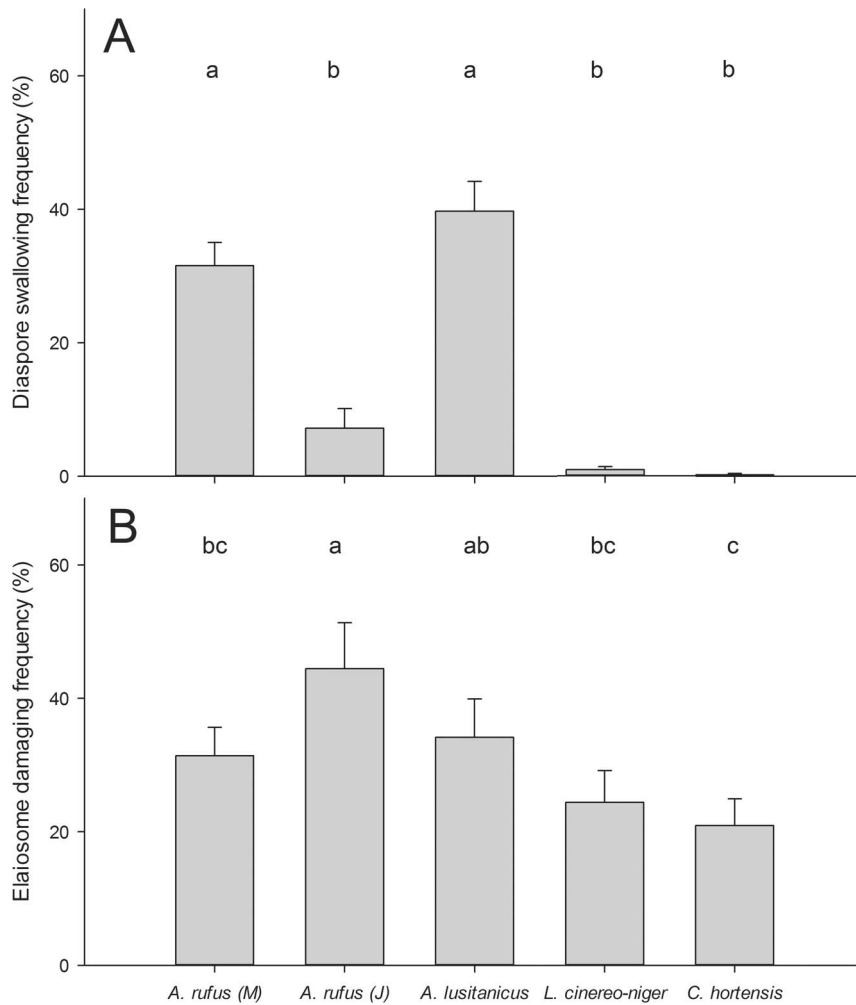 A
a b a b b
60
40
20
0
Diaspore swallowing frequency (%)
B
bc a ab bc c
60
40
20
0
Elaiosome damaging frequency (%)
A. rufus (M) A. rufus (J) A. lusitanicus L. cinereo-niger C. hortensis